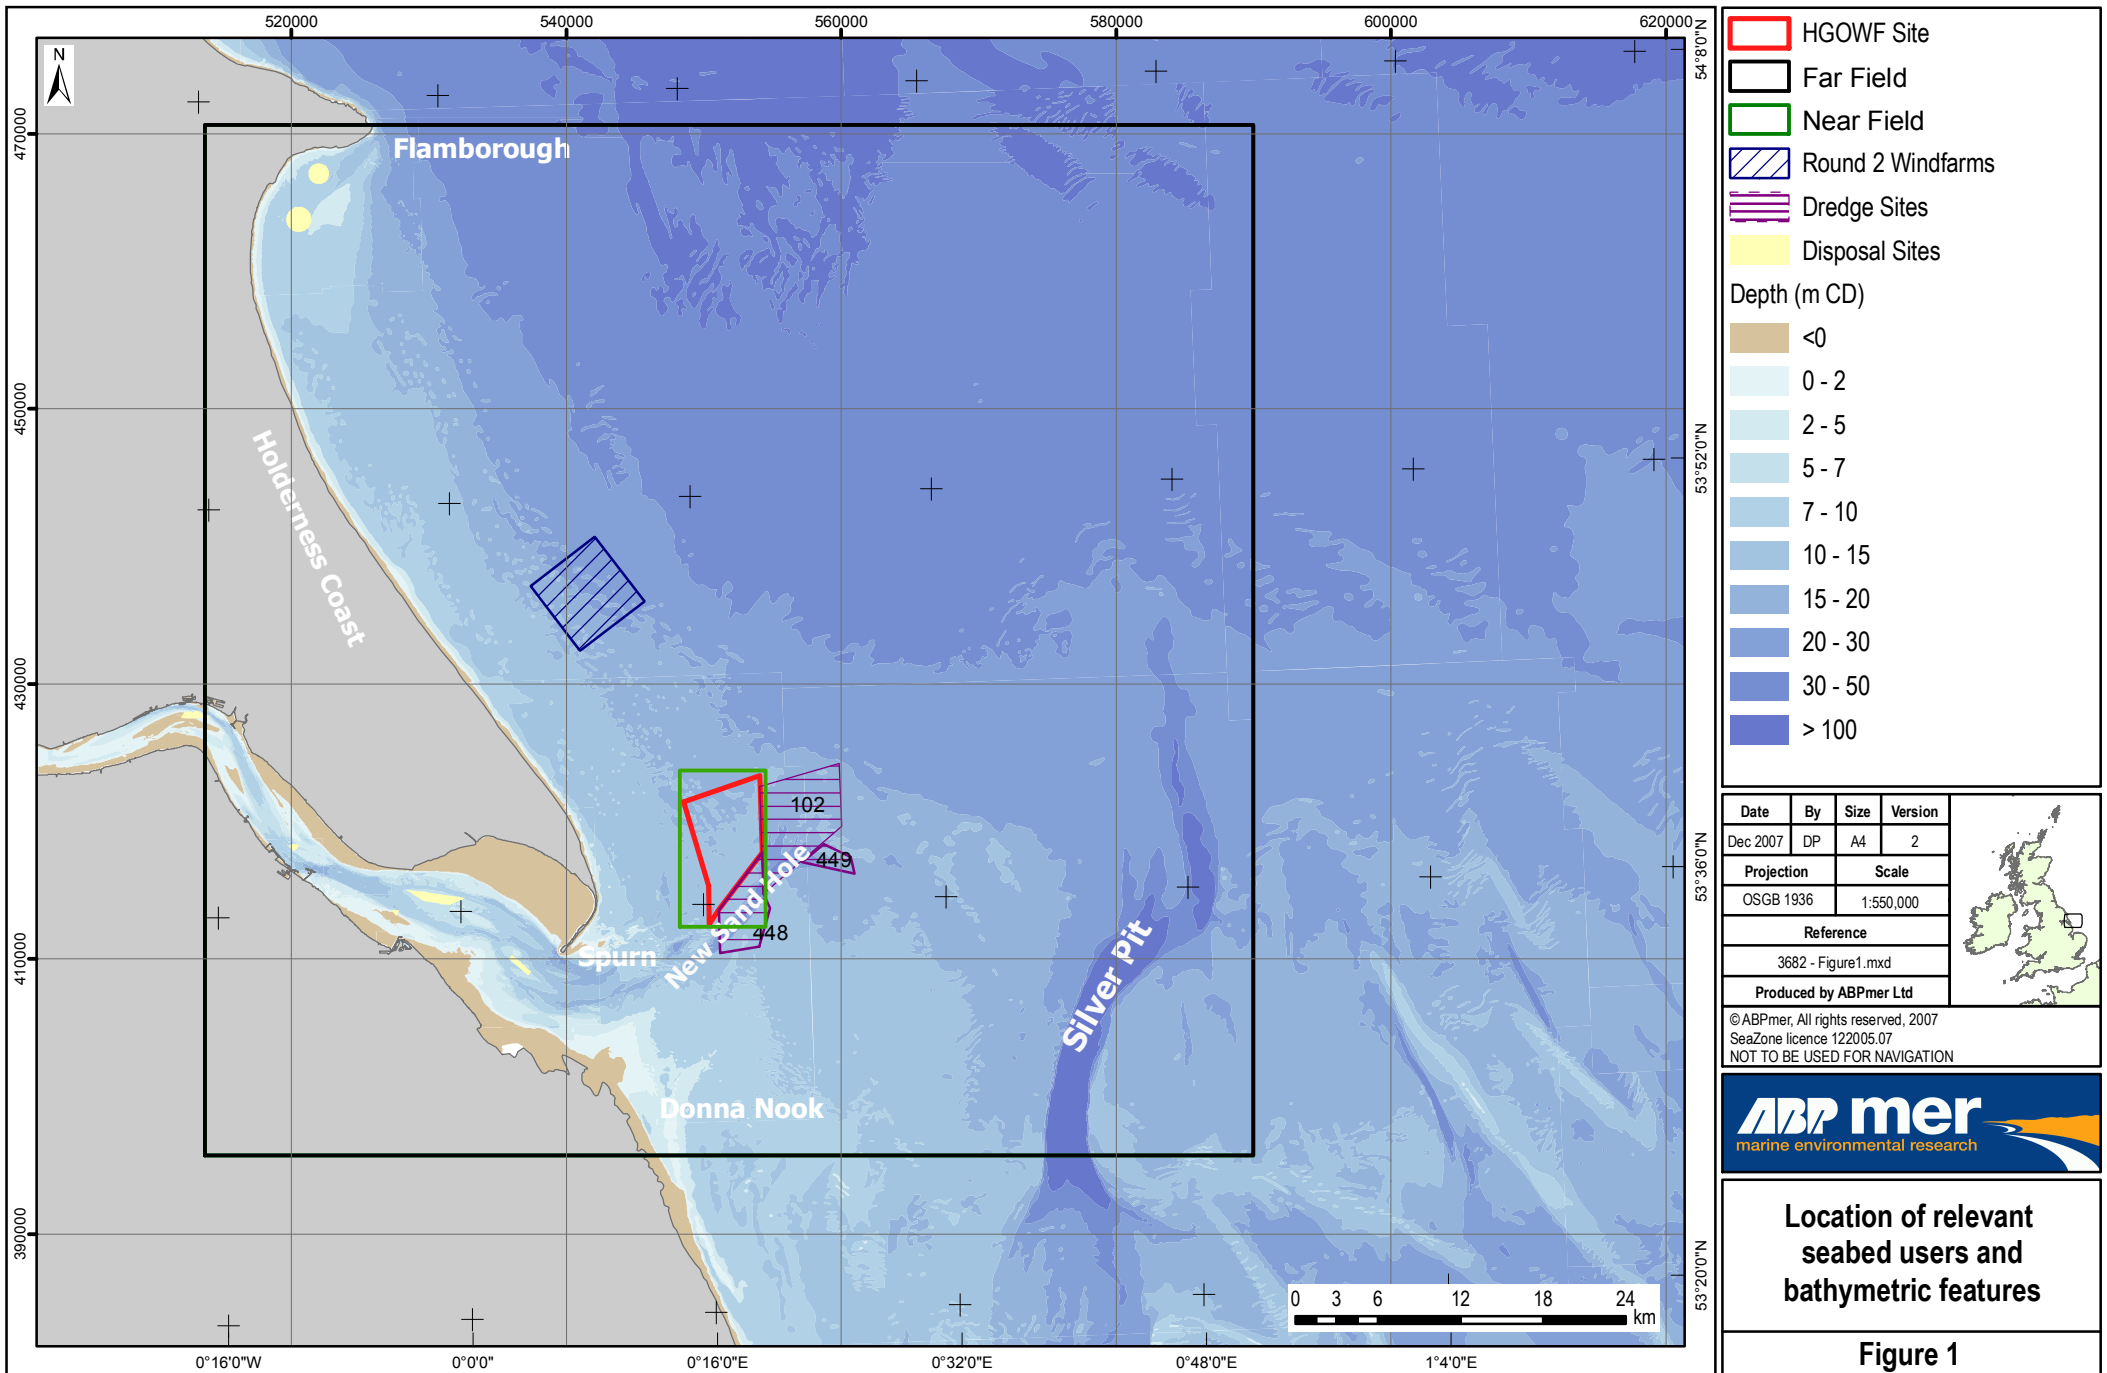 520000
540000
560000
580000
600000
620000
N
470000
450000
430000
410000
390000
54°8'0"N
53°52'0"N
53°36'0"N
53°20'0"N
Flamborough
Holderness Coast
102
449
448
New Sand Hole
Spurn
Silver Pit
Donna Nook
0 3 6 12 18 24
km
0°16'0"W
0°0'0"
0°16'0"E
0°32'0"E
0°48'0"E
1°4'0"E
HGOWF Site
Far Field
Near Field
Round 2 Windfarms
Dredge Sites
Disposal Sites
Depth (m CD)
<0
0 - 2
2 - 5
5 - 7
7 - 10
10 - 15
15 - 20
20 - 30
30 - 50
> 100
Date By Size Version
Dec 2007 DP A4 2
Projection Scale
OSGB 1936 1:550,000
Reference
3682 - Figure1.mxd
Produced by ABPmer Ltd
© ABPmer, All rights reserved, 2007
SeaZone licence 122005.07
NOT TO BE USED FOR NAVIGATION
ABP mer
marine environmental research
Location of relevant
seabed users and
bathymetric features
Figure 1